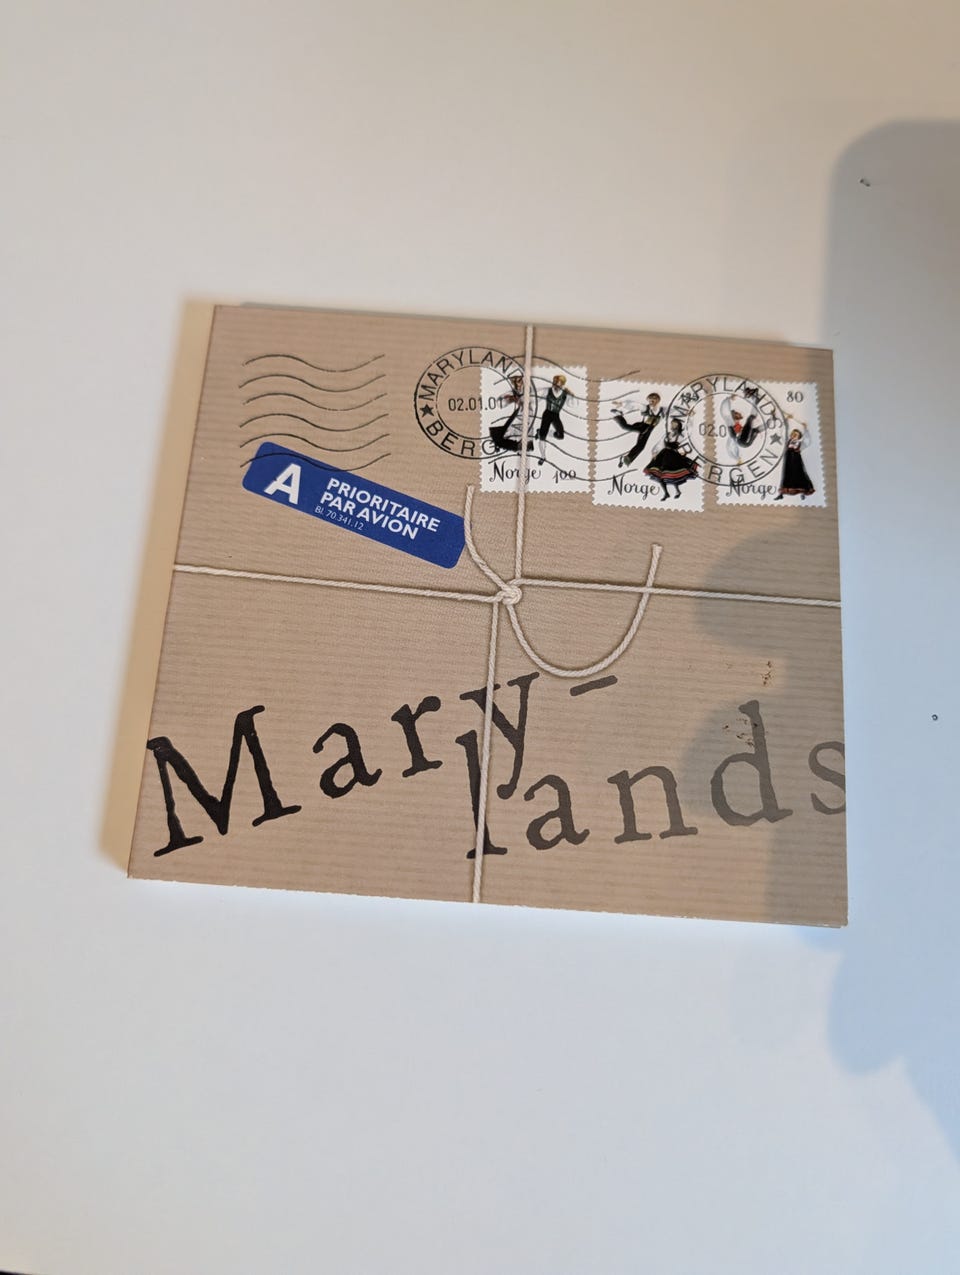 MARYLANDS
02.01.01
BERGEN
Norge 100
Norge
MARYLANDS
BERGEN
80
Norge
A PRIORITAIRE
PAR AVION
Bl. 70 341.12
Mary-
lands